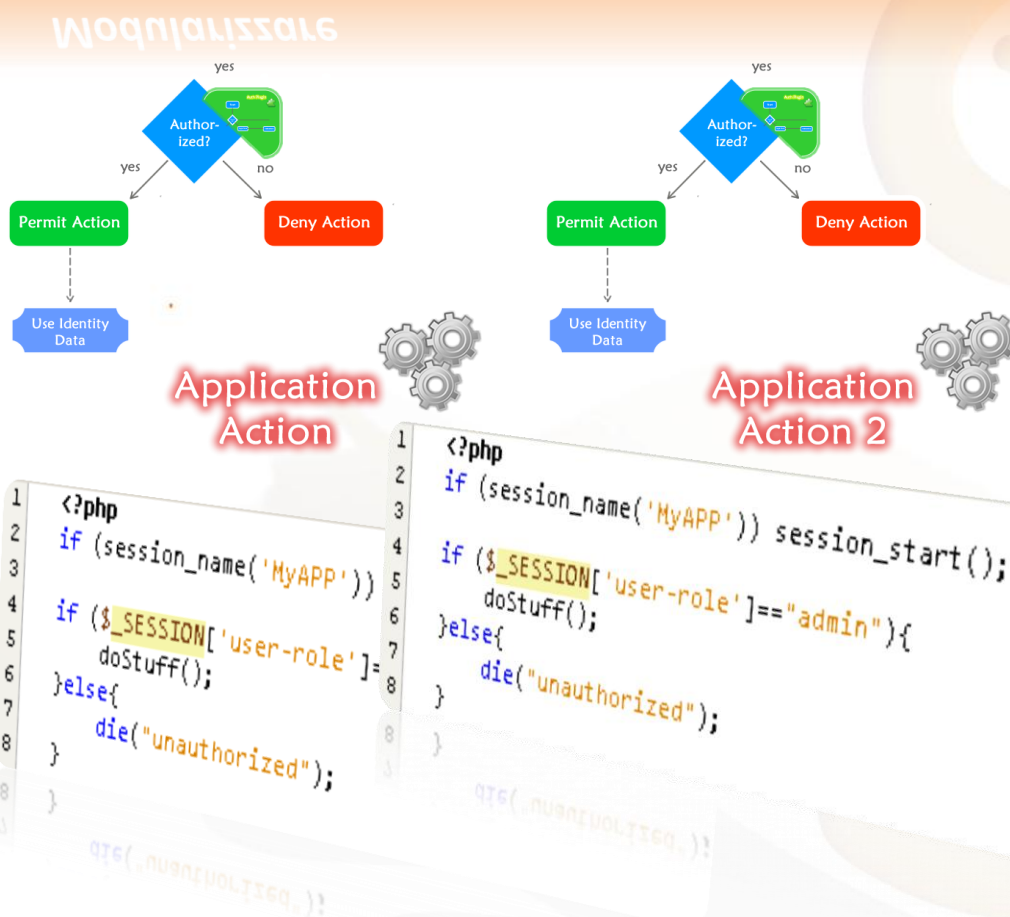 Modularizzare
yes
Author-
ized?
yes
no
Permit Action
Deny Action
Use Identity
Data
Application
Action
yes
Author-
ized?
yes
no
Permit Action
Deny Action
Use Identity
Data
Application
Action 2
1 <?php
2 if (session_name('MyAPP'))
3
4 if ($_SESSION['user-role']=
5 doStuff();
6 }else{
7 die("unauthorized");
8 }
1 <?php
2 if (session_name('MyAPP')) session_start();
3
4 if ($_SESSION['user-role']=="admin"){
5 doStuff();
6 }else{
7 die("unauthorized");
8 }